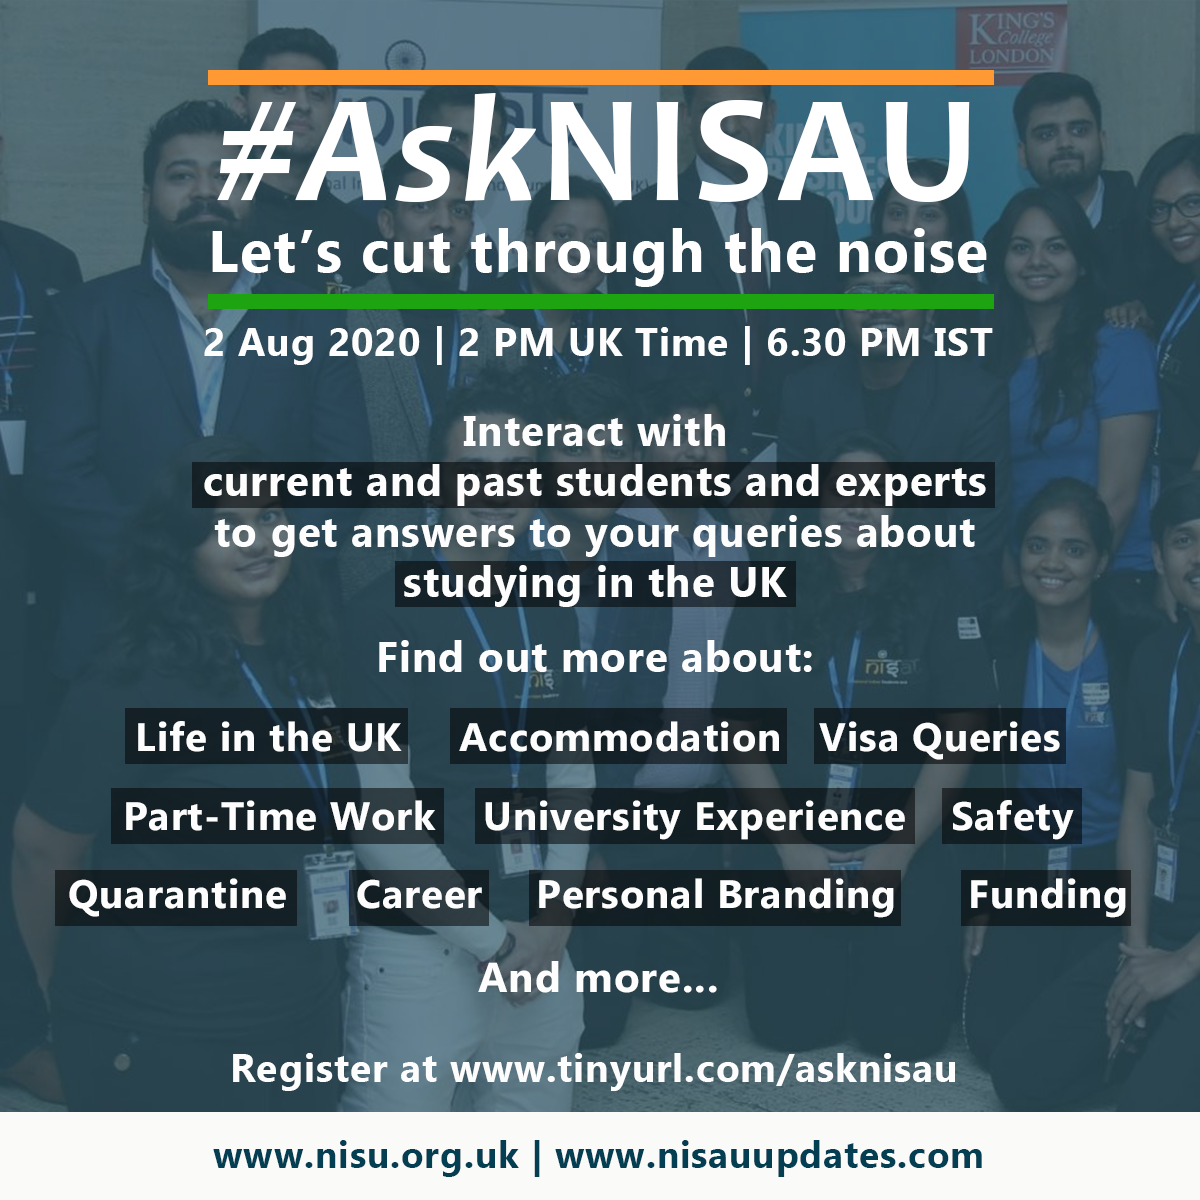 KING'S
College
LONDON
#AskNISAU
Let's cut through the noise
2 Aug 2020 | 2 PM UK Time | 6.30 PM IST
Interact with
current and past students and experts
to get answers to your queries about
studying in the UK
Find out more about:
Life in the UK Accommodation Visa Queries
Part-Time Work University Experience Safety
Quarantine Career Personal Branding Funding
And more...
Register at www.tinyurl.com/asknisau
www.nisu.org.uk | www.nisauupdates.com